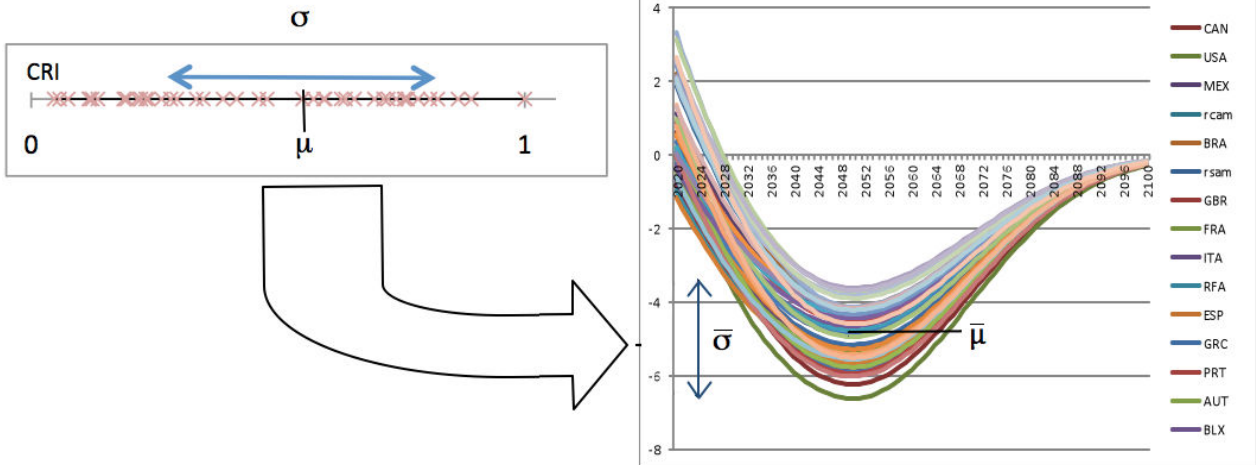 σ
CRI
0
μ
1
4
2
0
-2
-4
-6
-8
2020 2024 2028 2032 2036 2040 2044 2048 2052 2056 2060 2064 2068 2072 2076 2080 2084 2088 2092 2096 2100
σ̅
μ̅
CAN
USA
MEX
rcam
BRA
rsam
GBR
FRA
ITA
RFA
ESP
GRC
PRT
AUT
BLX